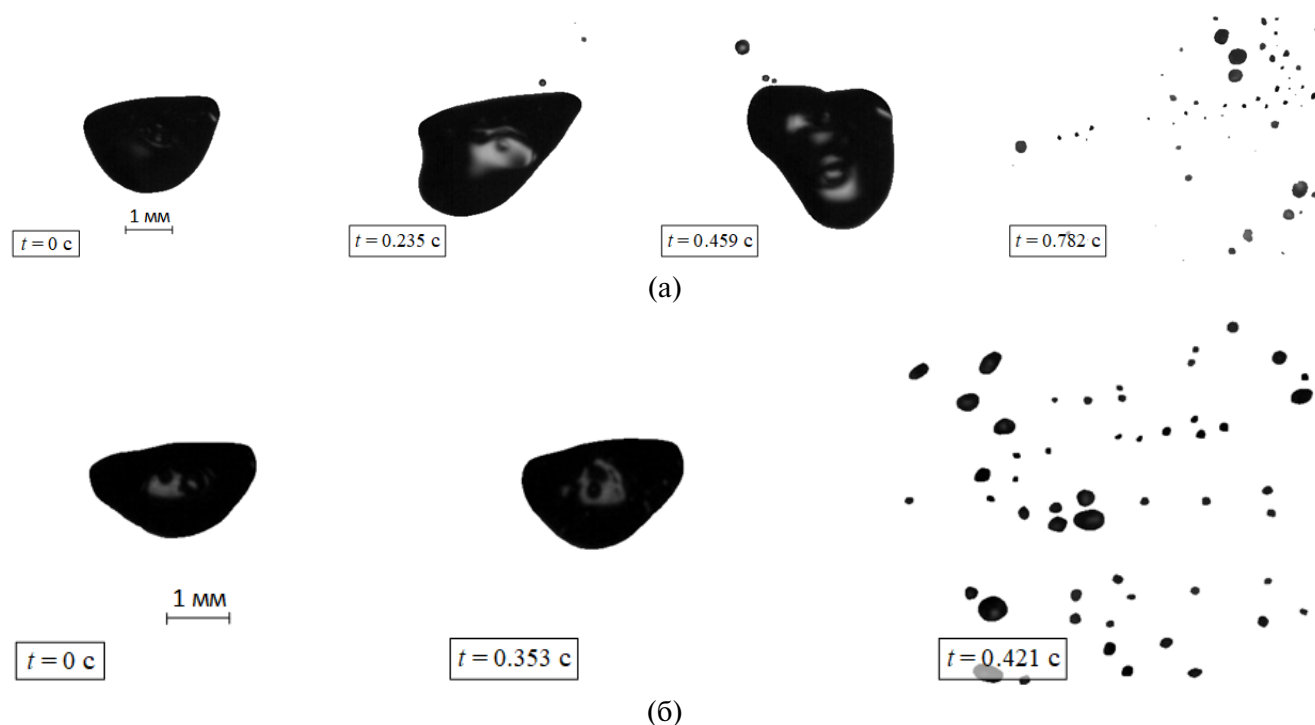 1 мм
t = 0 с
t = 0.235 с
t = 0.459 с
t = 0.782 с
(а)
1 мм
t = 0 с
t = 0.353 с
t = 0.421 с
(б)